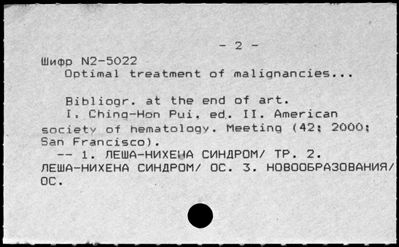 - 2 -
Шифр N2-5022
Optimal treatment of malignancies...
Bibliogr. at the end of art.
I. Ching-Hon Pui, ed. II. American
society of hematology. Meeting (42; 2000;
San Francisco).
-- 1. ЛЕША-НИХЕНА СИНДРОМ/ ТР. 2.
ЛЕША-НИХЕНА СИНДРОМ/ ОС. 3. НОВООБРАЗОВАНИЯ/
ОС.